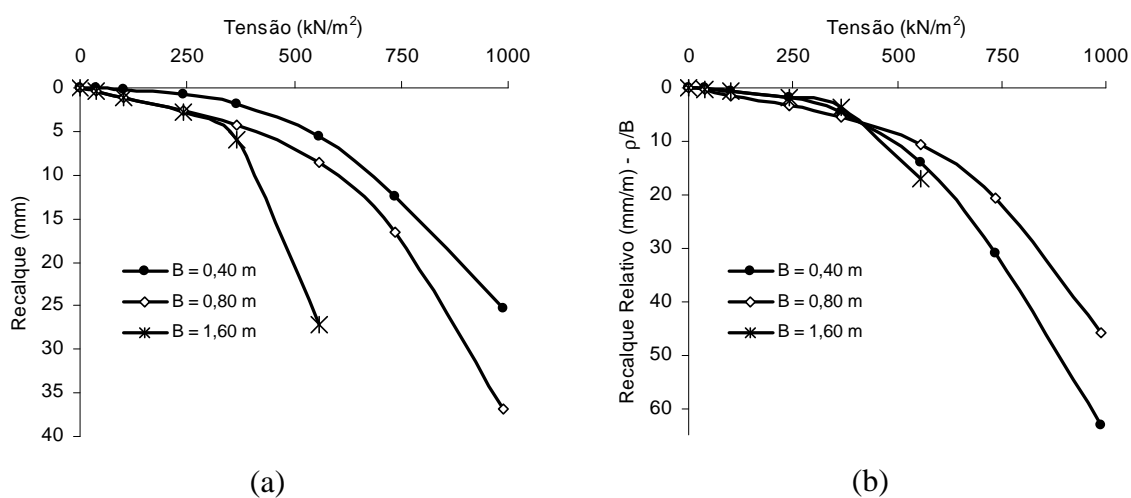 Tensão (kN/m²)
0 250 500 750 1000
0
5
10
15
20
25
30
35
40
Recalque (mm)
B = 0,40 m
B = 0,80 m
B = 1,60 m
(a)
Tensão (kN/m²)
0 250 500 750 1000
0
10
20
30
40
50
60
Recalque Relativo (mm/m) - ρ/B
B = 0,40 m
B = 0,80 m
B = 1,60 m
(b)